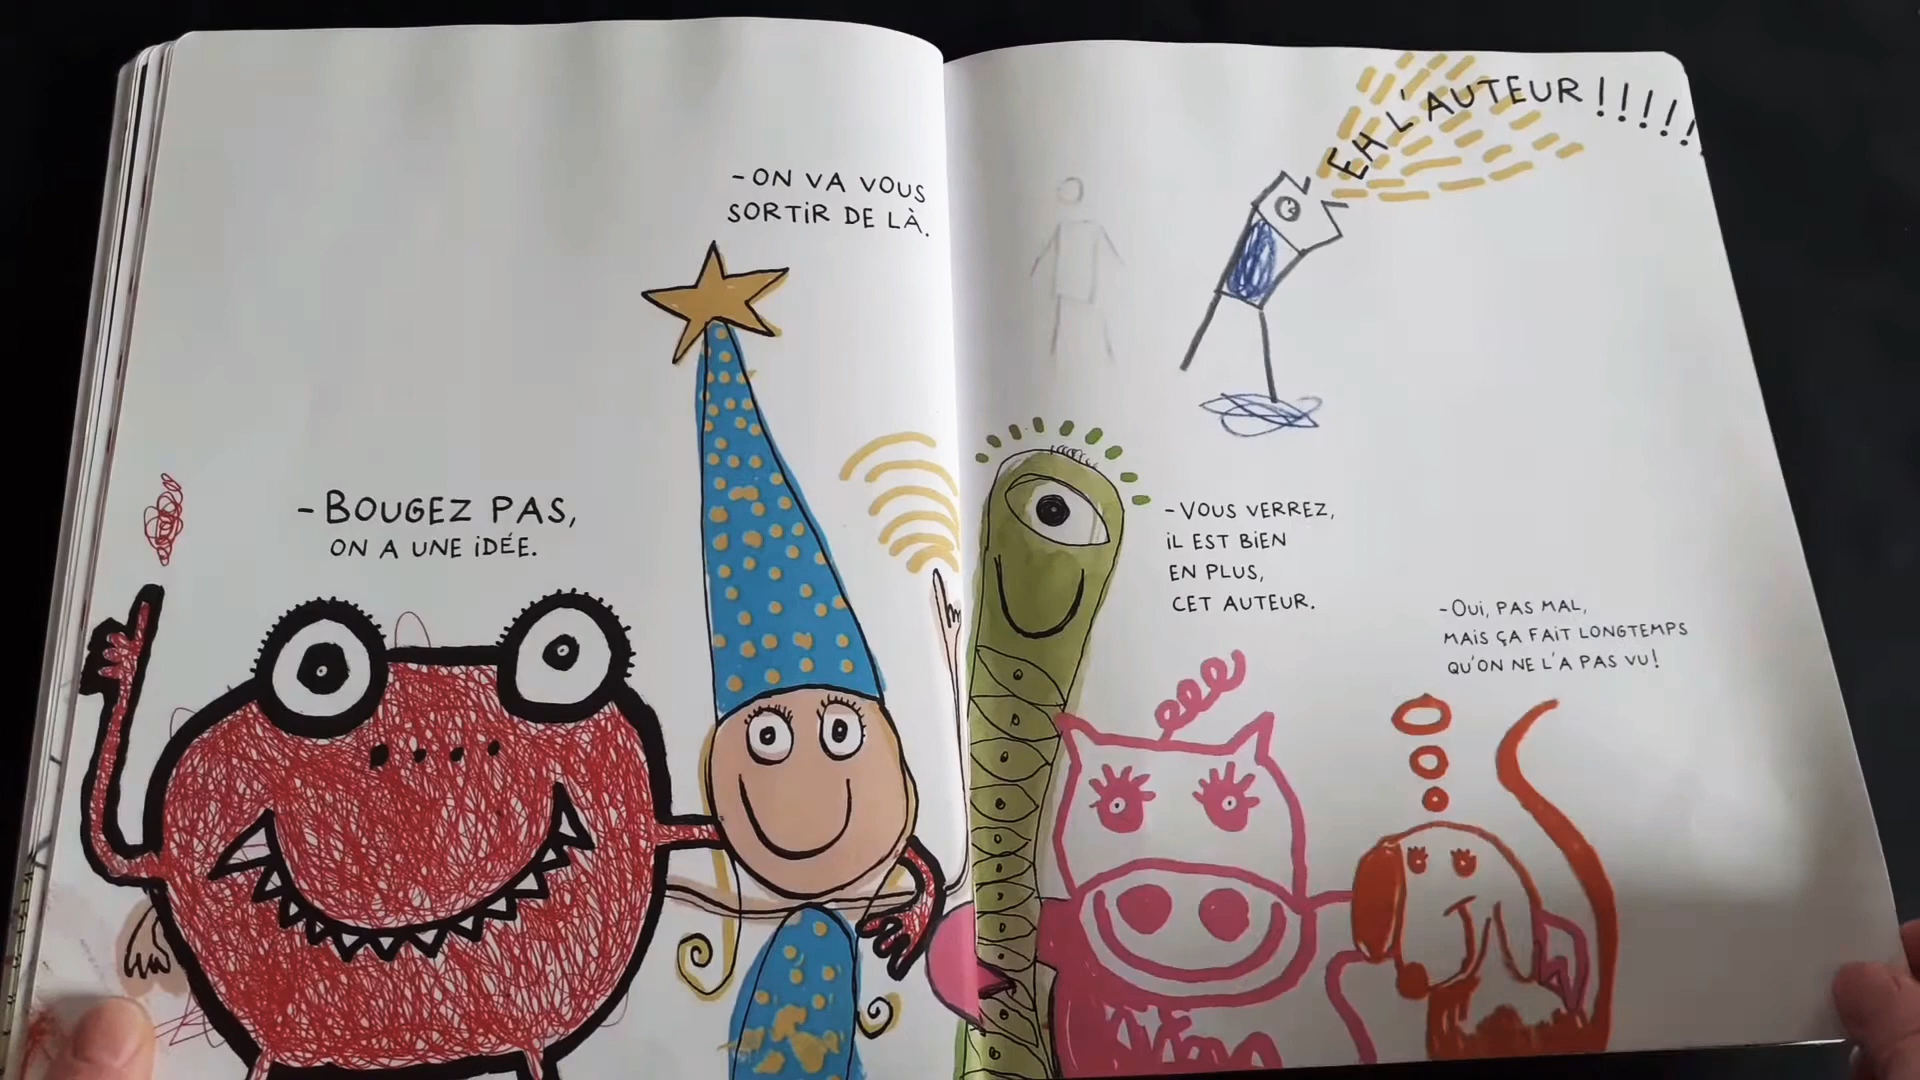 - ON VA VOUS
SORTIR DE LÀ.
- BOUGEZ PAS,
ON A UNE IDÉE.
EH L'AUTEUR !!!!!
- VOUS VERREZ,
IL EST BIEN
EN PLUS,
CET AUTEUR.
- OUI, PAS MAL,
MAIS ÇA FAIT LONGTEMPS
QU'ON NE L'A PAS VU !